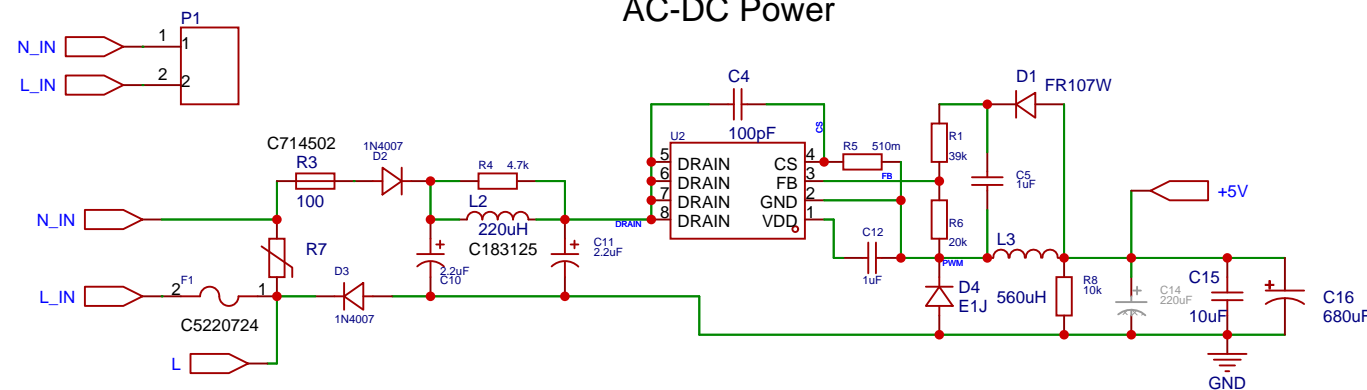 AC-DC Power
P1
N_IN
1
1
L_IN
2
2
C4
100pF
D1
FR107W
CS
U2
C714502
R3
100
1N4007
D2
R4 4.7k
L2
220uH
C183125
5 DRAIN CS 4
6 DRAIN FB 3
7 DRAIN GND 2
8 DRAIN VDD 1
R5 510m
FB
R1
39k
C5
1uF
+5V
N_IN
R7
DRAIN
C11
2.2uF
2.2uF
C10
C12
1uF
R6
20k
PWM
L3
560uH
L_IN
2
F1
1
C5220724
D3
1N4007
D4
E1J
R8
10k
C14
220uF
C15
10uF
C16
680uF
L
GND